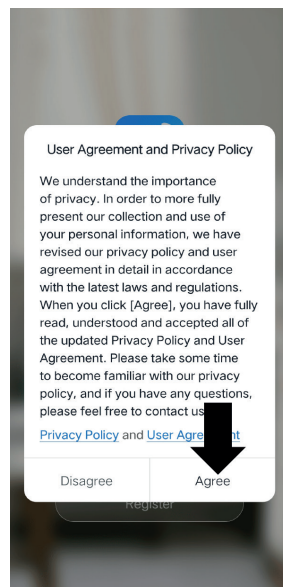 User Agreement and Privacy Policy
We understand the importance
of privacy. In order to more fully
present our collection and use of
your personal information, we have
revised our privacy policy and user
agreement in detail in accordance
with the latest laws and regulations.
When you click [Agree], you have fully
read, understood and accepted all of
the updated Privacy Policy and User
Agreement. Please take some time
to become familiar with our privacy
policy, and if you have any questions,
please feel free to contact us
Privacy Policy and User Agreement
Disagree Agree
Register